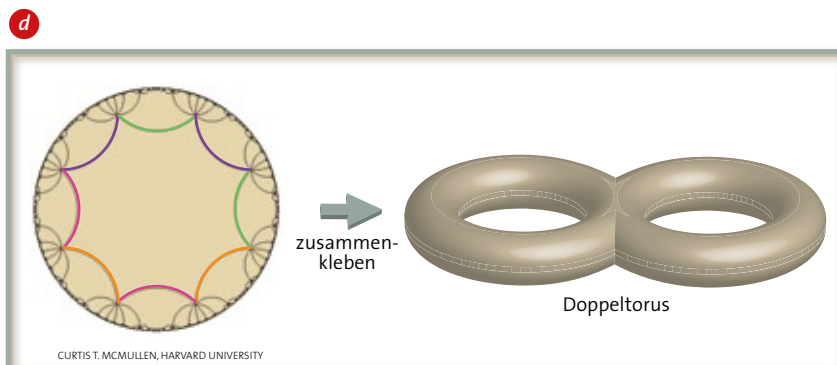 d
zusammen-
kleben
Doppeltorus
CURTIS T. MCMULLEN, HARVARD UNIVERSITY